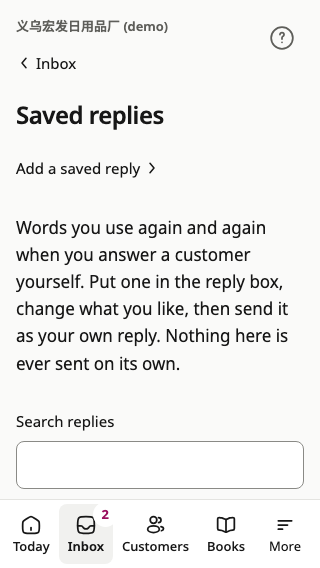 义乌宏发日用品厂 (demo)
Inbox
Saved replies
Add a saved reply
Words you use again and again
when you answer a customer
yourself. Put one in the reply box,
change what you like, then send it
as your own reply. Nothing here is
ever sent on its own.
Search replies
2
Today
Inbox
Customers
Books
More